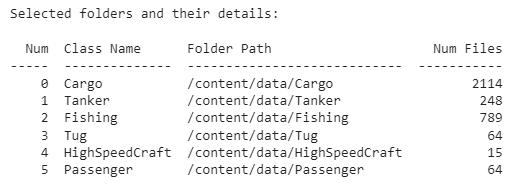 Selected folders and their details:
Num  Class Name      Folder Path                    Num Files
-----  --------------  ----------------------------  -----------
0  Cargo           /content/data/Cargo                   2114
1  Tanker          /content/data/Tanker                   248
2  Fishing         /content/data/Fishing                  789
3  Tug             /content/data/Tug                       64
4  HighSpeedCraft  /content/data/HighSpeedCraft            15
5  Passenger       /content/data/Passenger                 64